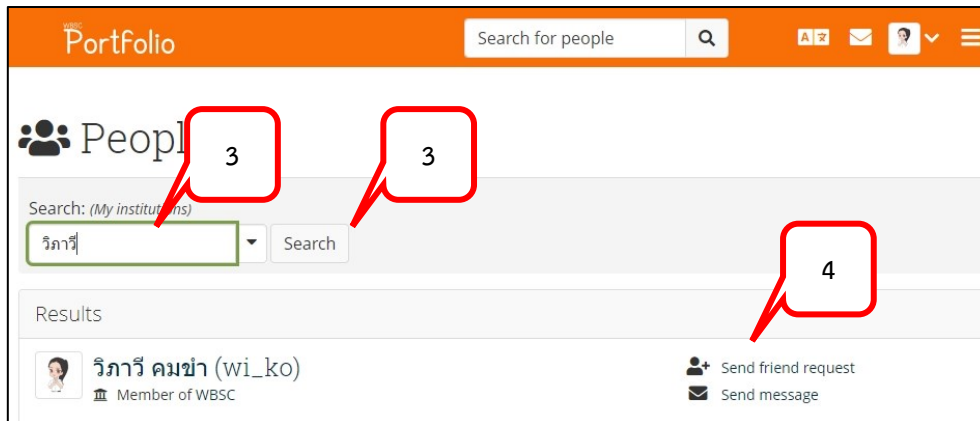 WBSC
Portfolio
Search for people
People
3
3
Search: (My institutions)
วิภาวี
Search
4
Results
วิภาวี คมขำ (wi_ko)
Send friend request
Member of WBSC
Send message